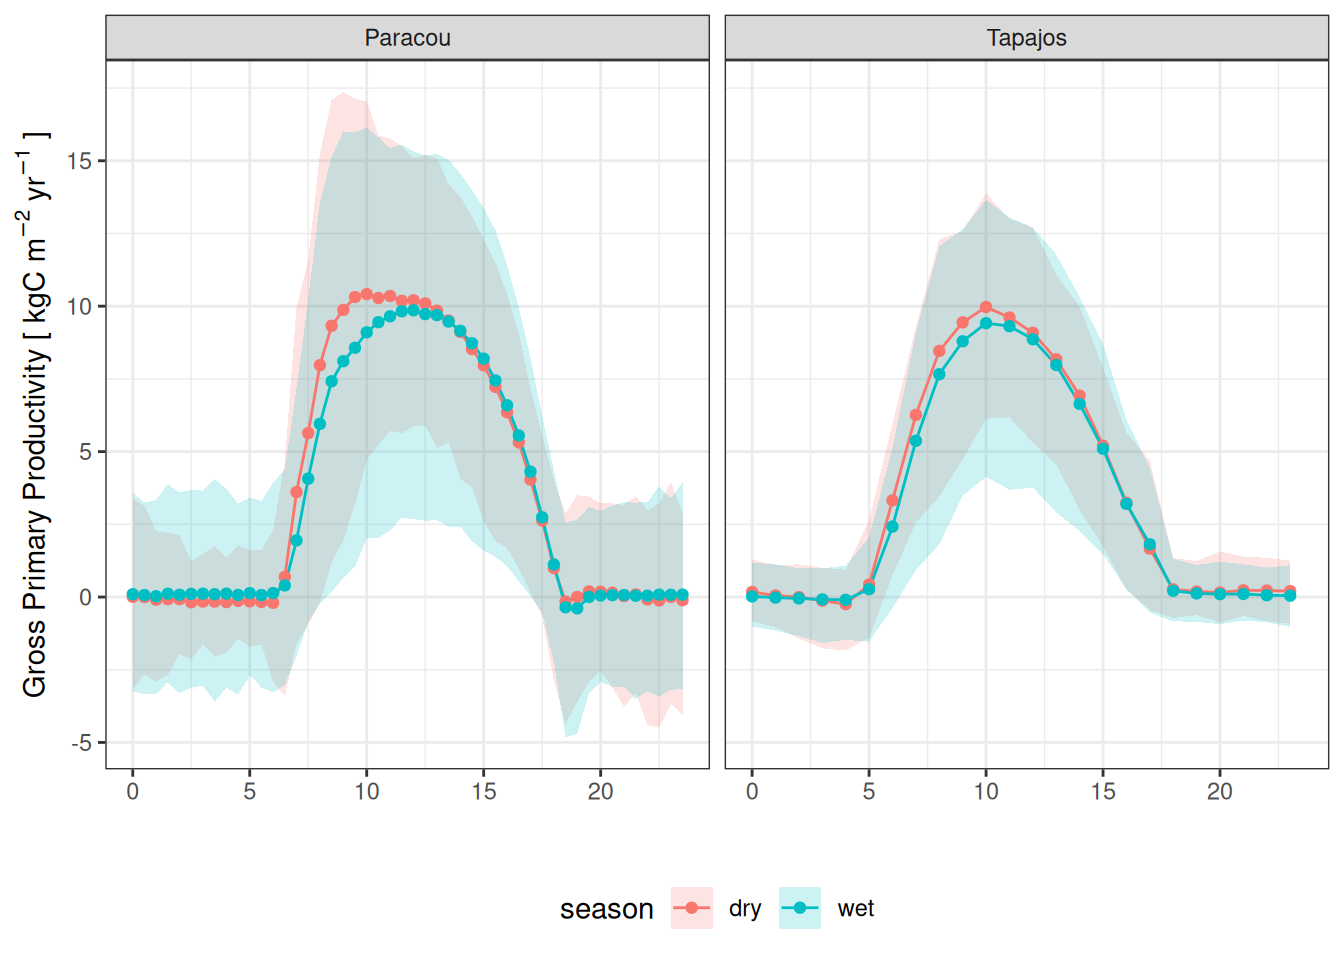 Paracou
Tapajos
Gross Primary Productivity [ kgC m⁻² yr⁻¹ ]
15
10
5
0
-5
0 5 10 15 20
0 5 10 15 20
season dry wet